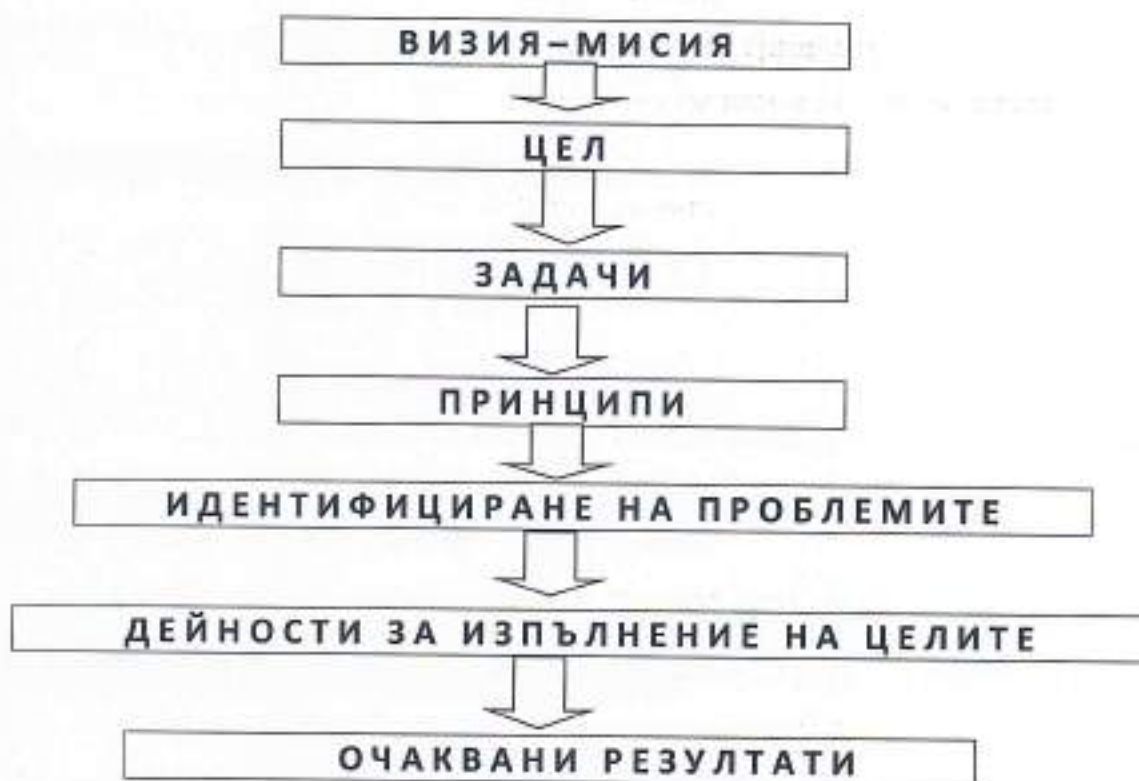 ВИЗИЯ–МИСИЯ
ЦЕЛ
ЗАДАЧИ
ПРИНЦИПИ
ИДЕНТИФИЦИРАНЕ НА ПРОБЛЕМИТЕ
ДЕЙНОСТИ ЗА ИЗПЪЛНЕНИЕ НА ЦЕЛИТЕ
ОЧАКВАНИ РЕЗУЛТАТИ